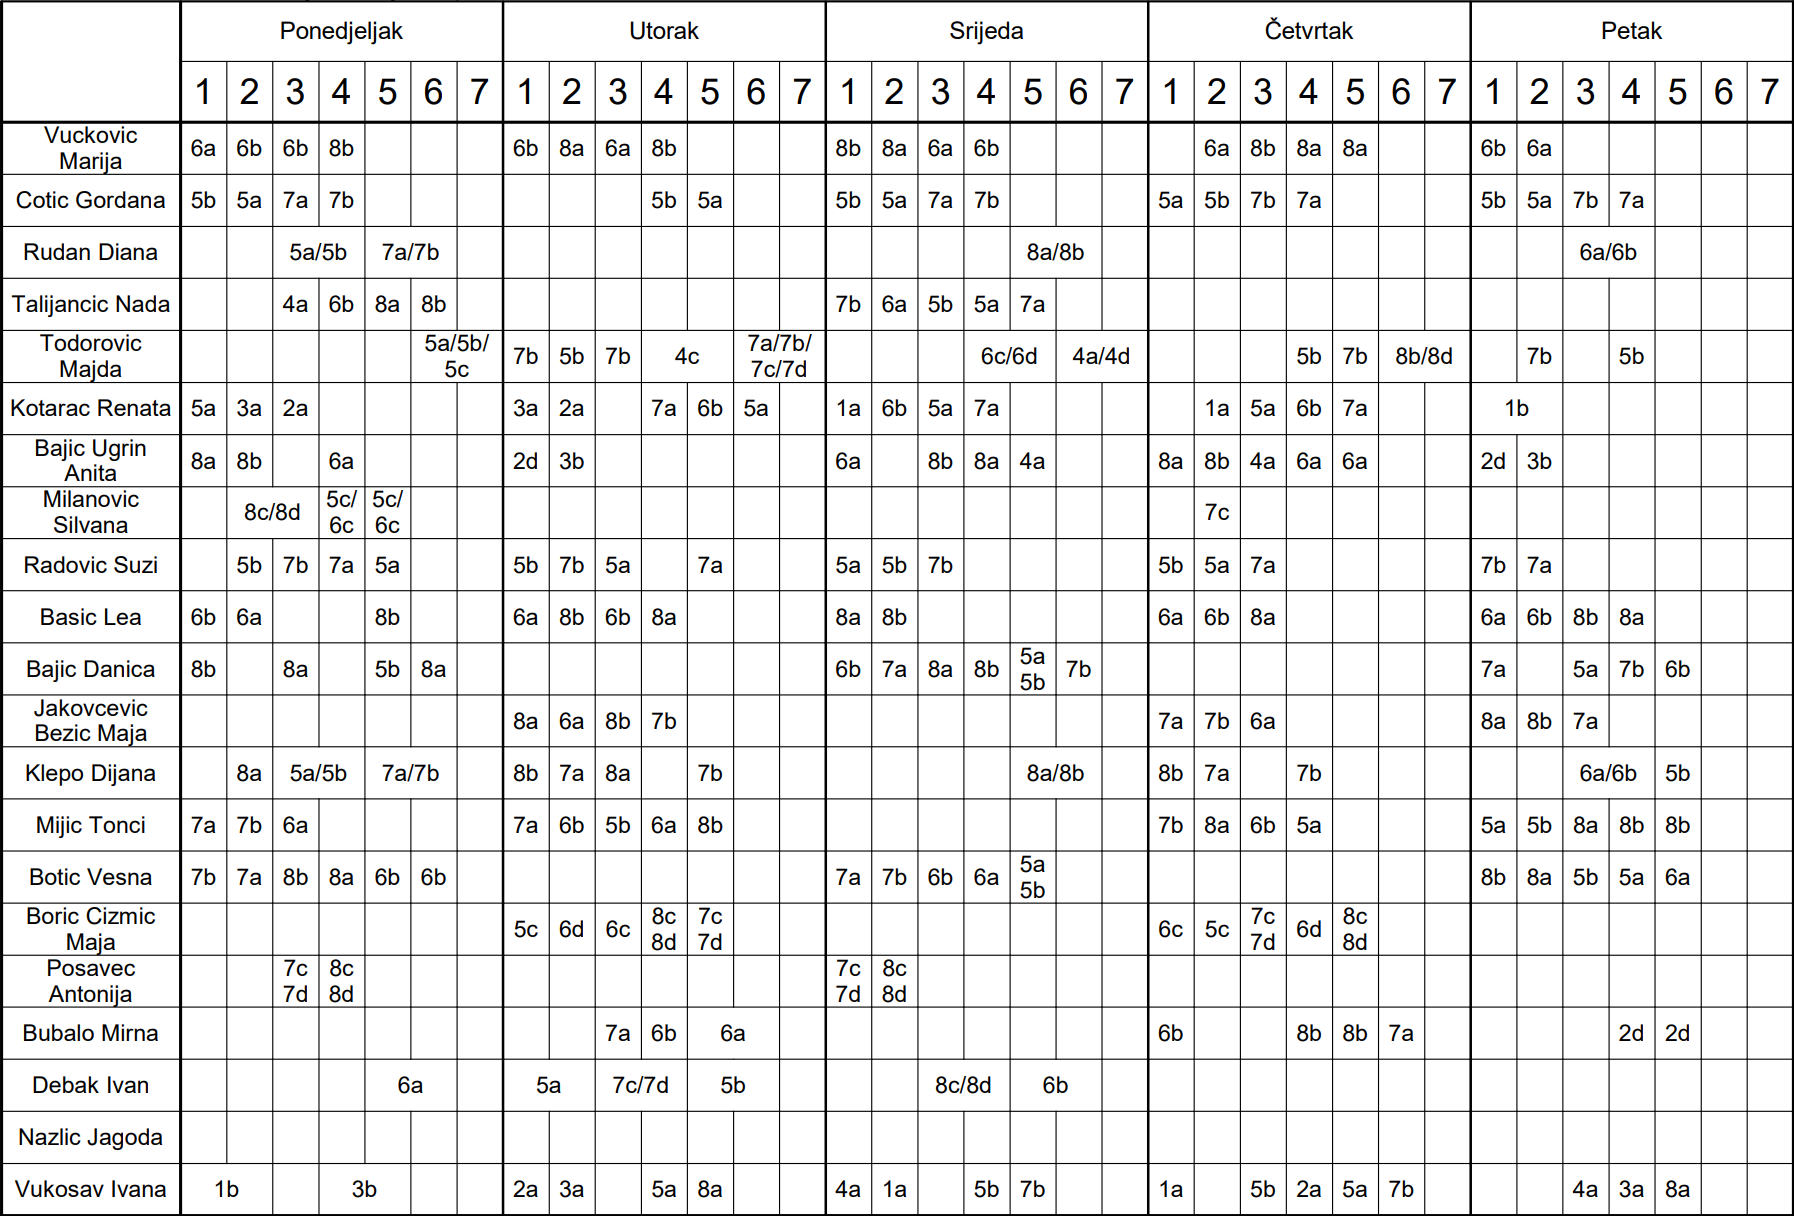 Ponedjeljak Utorak Srijeda Četvrtak Petak
1 2 3 4 5 6 7 1 2 3 4 5 6 7 1 2 3 4 5 6 7 1 2 3 4 5 6 7 1 2 3 4 5 6 7
Vuckovic
Marija
6a 6b 6b 8b 6b 8a 6a 8b 8b 8a 6a 6b 6a 8b 8a 8a 6b 6a
Cotic Gordana 5b 5a 7a 7b 5b 5a 5b 5a 7a 7b 5a 5b 7b 7a 5b 5a 7b 7a
Rudan Diana 5a/5b 7a/7b 8a/8b 6a/6b
Talijancic Nada 4a 6b 8a 8b 7b 6a 5b 5a 7a
Todorovic
Majda
5a/5b/
5c
7b 5b 7b 4c
7a/7b/
7c/7d
6c/6d 4a/4d 5b 7b 8b/8d 7b 5b
Kotarac Renata 5a 3a 2a 3a 2a 7a 6b 5a 1a 6b 5a 7a 1a 5a 6b 7a 1b
Bajic Ugrin
Anita
8a 8b 6a 2d 3b 6a 8b 8a 4a 8a 8b 4a 6a 6a 2d 3b
Milanovic
Silvana
8c/8d
5c/
6c
5c/
6c
7c
Radovic Suzi 5b 7b 7a 5a 5b 7b 5a 7a 5a 5b 7b 5b 5a 7a 7b 7a
Basic Lea 6b 6a 8b 6a 8b 6b 8a 8a 8b 6a 6b 8a 6a 6b 8b 8a
Bajic Danica 8b 8a 5b 8a 6b 7a 8a 8b
5a
5b
7b 7a 5a 7b 6b
Jakovcevic
Bezic Maja
8a 6a 8b 7b 7a 7b 6a 8a 8b 7a
Klepo Dijana 8a 5a/5b 7a/7b 8b 7a 8a 7b 8a/8b 8b 7a 7b 6a/6b 5b
Mijic Tonci 7a 7b 6a 7a 6b 5b 6a 8b 7b 8a 6b 5a 5a 5b 8a 8b 8b
Botic Vesna 7b 7a 8b 8a 6b 6b 7a 7b 6b 6a
5a
5b
8b 8a 5b 5a 6a
Boric Cizmic
Maja
5c 6d 6c
8c
8d
7c
7d
6c 5c
7c
7d
6d
8c
8d
Posavec
Antonija
7c
7d
8c
8d
7c
7d
8c
8d
Bubalo Mirna 7a 6b 6a 6b 8b 8b 7a 2d 2d
Debak Ivan 6a 5a 7c/7d 5b 8c/8d 6b
Nazlic Jagoda
Vukosav Ivana 1b 3b 2a 3a 5a 8a 4a 1a 5b 7b 1a 5b 2a 5a 7b 4a 3a 8a